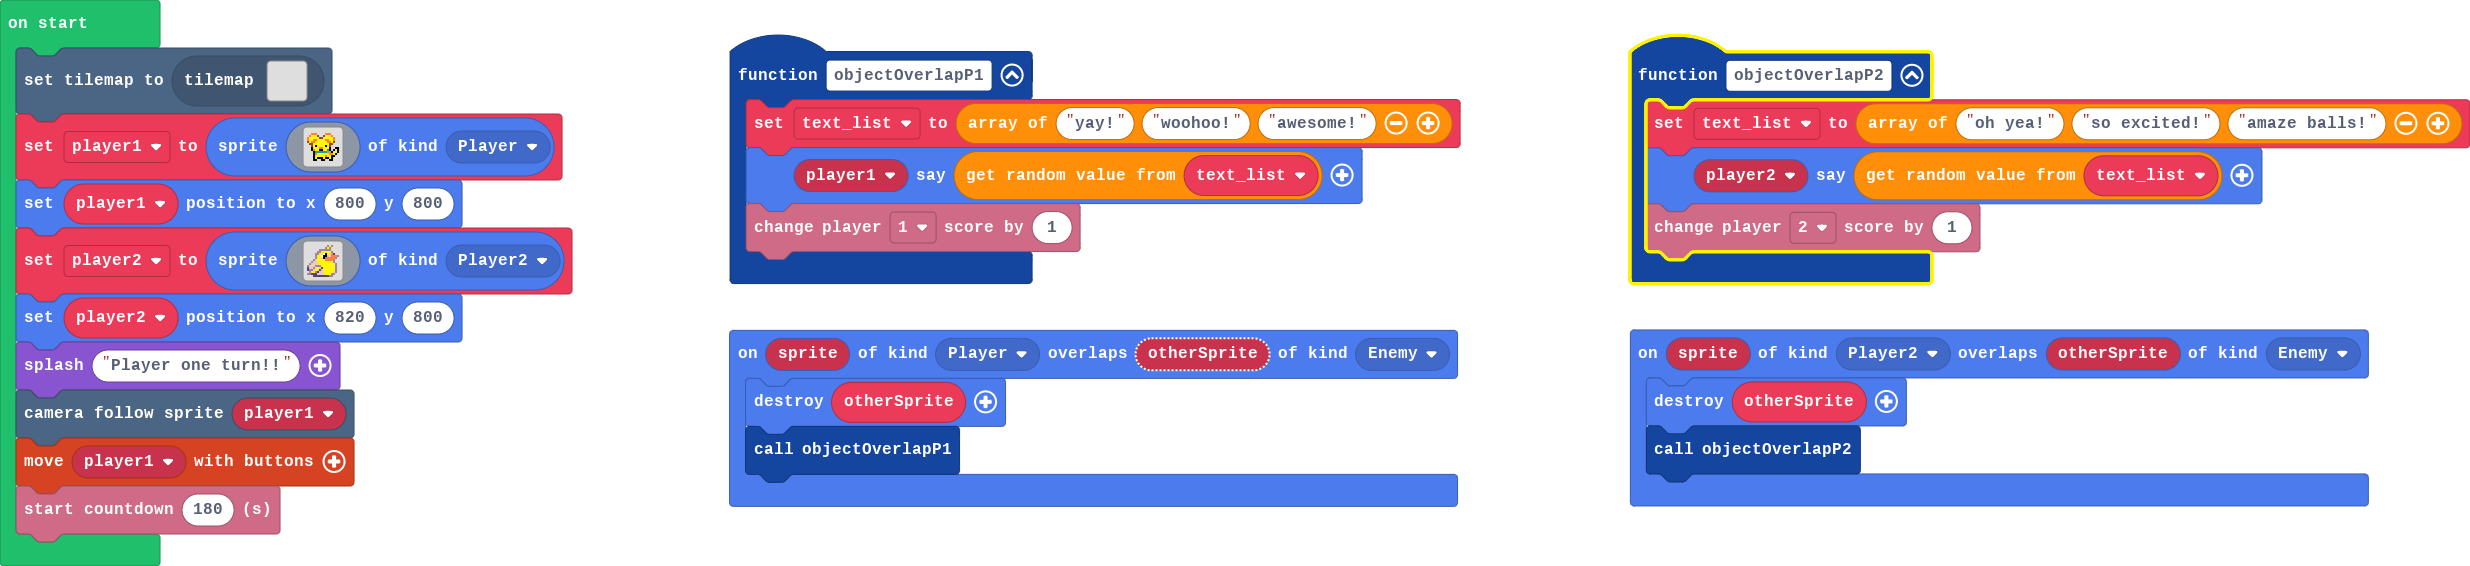 on start
set tilemap to tilemap
set player1 to sprite of kind Player
set player1 position to x 800 y 800
set player2 to sprite of kind Player2
set player2 position to x 820 y 800
splash "Player one turn!!"
camera follow sprite player1
move player1 with buttons
start countdown 180 (s)
function objectOverlapP1
set text_list to array of "yay!" "woohoo!" "awesome!"
player1 say get random value from text_list
change player 1 score by 1
on sprite of kind Player overlaps otherSprite of kind Enemy
destroy otherSprite
call objectOverlapP1
function objectOverlapP2
set text_list to array of "oh yea!" "so excited!" "amaze balls!"
player2 say get random value from text_list
change player 2 score by 1
on sprite of kind Player2 overlaps otherSprite of kind Enemy
destroy otherSprite
call objectOverlapP2